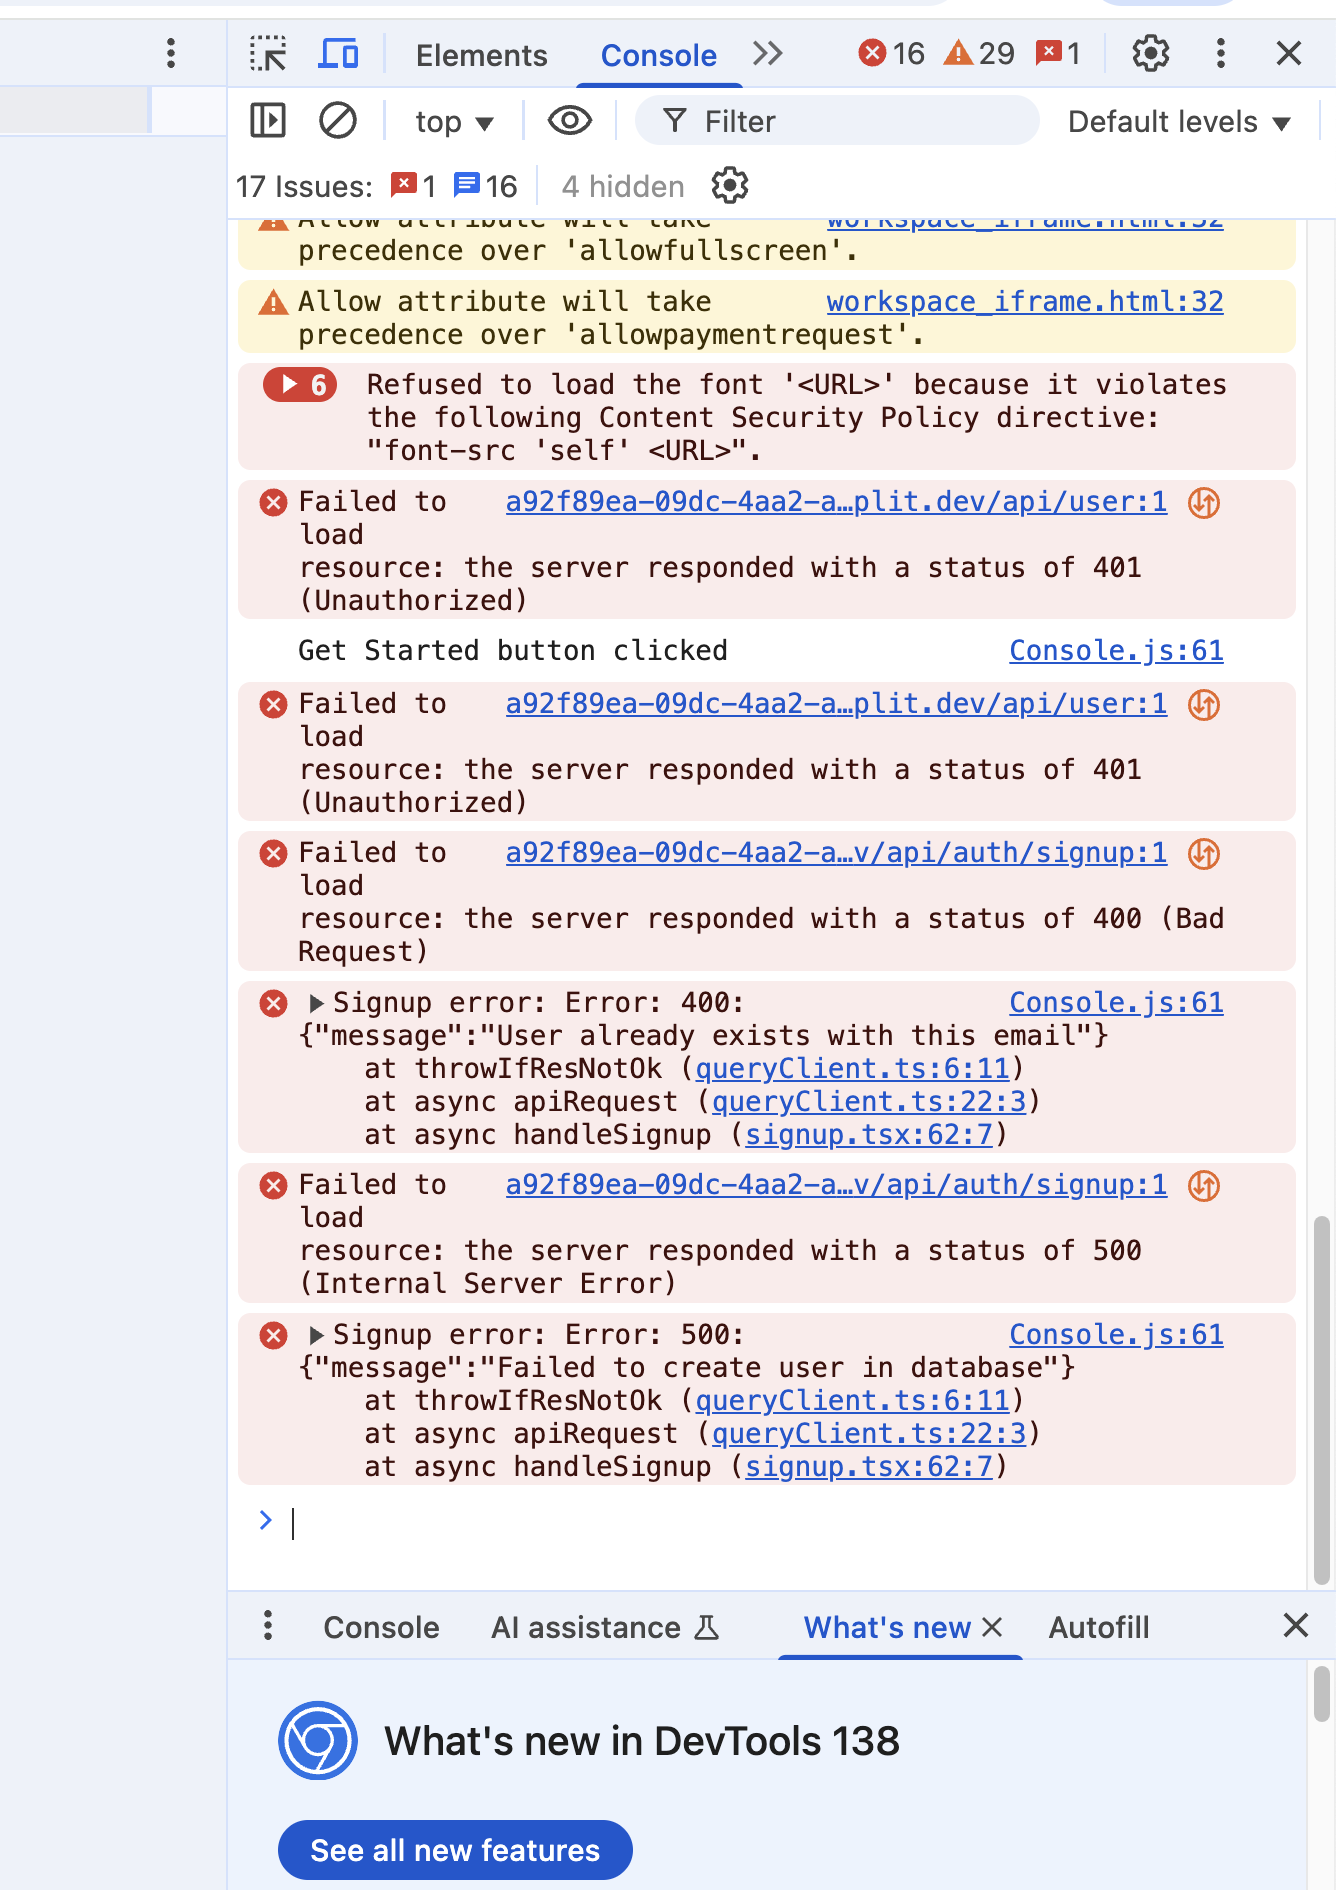 Elements Console 16 29 1
top Filter Default levels
17 Issues: 1 16 4 hidden
Allow attribute will take workspace_iframe.html:32
precedence over 'allowfullscreen'.
Allow attribute will take workspace_iframe.html:32
precedence over 'allowpaymentrequest'.
6 Refused to load the font '<URL>' because it violates
the following Content Security Policy directive:
"font-src 'self' <URL>".
Failed to a92f89ea-09dc-4aa2-a…plit.dev/api/user:1
load
resource: the server responded with a status of 401
(Unauthorized)
Get Started button clicked Console.js:61
Failed to a92f89ea-09dc-4aa2-a…plit.dev/api/user:1
load
resource: the server responded with a status of 401
(Unauthorized)
Failed to a92f89ea-09dc-4aa2-a…v/api/auth/signup:1
load
resource: the server responded with a status of 400 (Bad
Request)
Signup error: Error: 400: Console.js:61
{"message":"User already exists with this email"}
at throwIfResNotOk (queryClient.ts:6:11)
at async apiRequest (queryClient.ts:22:3)
at async handleSignup (signup.tsx:62:7)
Failed to a92f89ea-09dc-4aa2-a…v/api/auth/signup:1
load
resource: the server responded with a status of 500
(Internal Server Error)
Signup error: Error: 500: Console.js:61
{"message":"Failed to create user in database"}
at throwIfResNotOk (queryClient.ts:6:11)
at async apiRequest (queryClient.ts:22:3)
at async handleSignup (signup.tsx:62:7)
Console AI assistance What's new Autofill
What's new in DevTools 138
See all new features